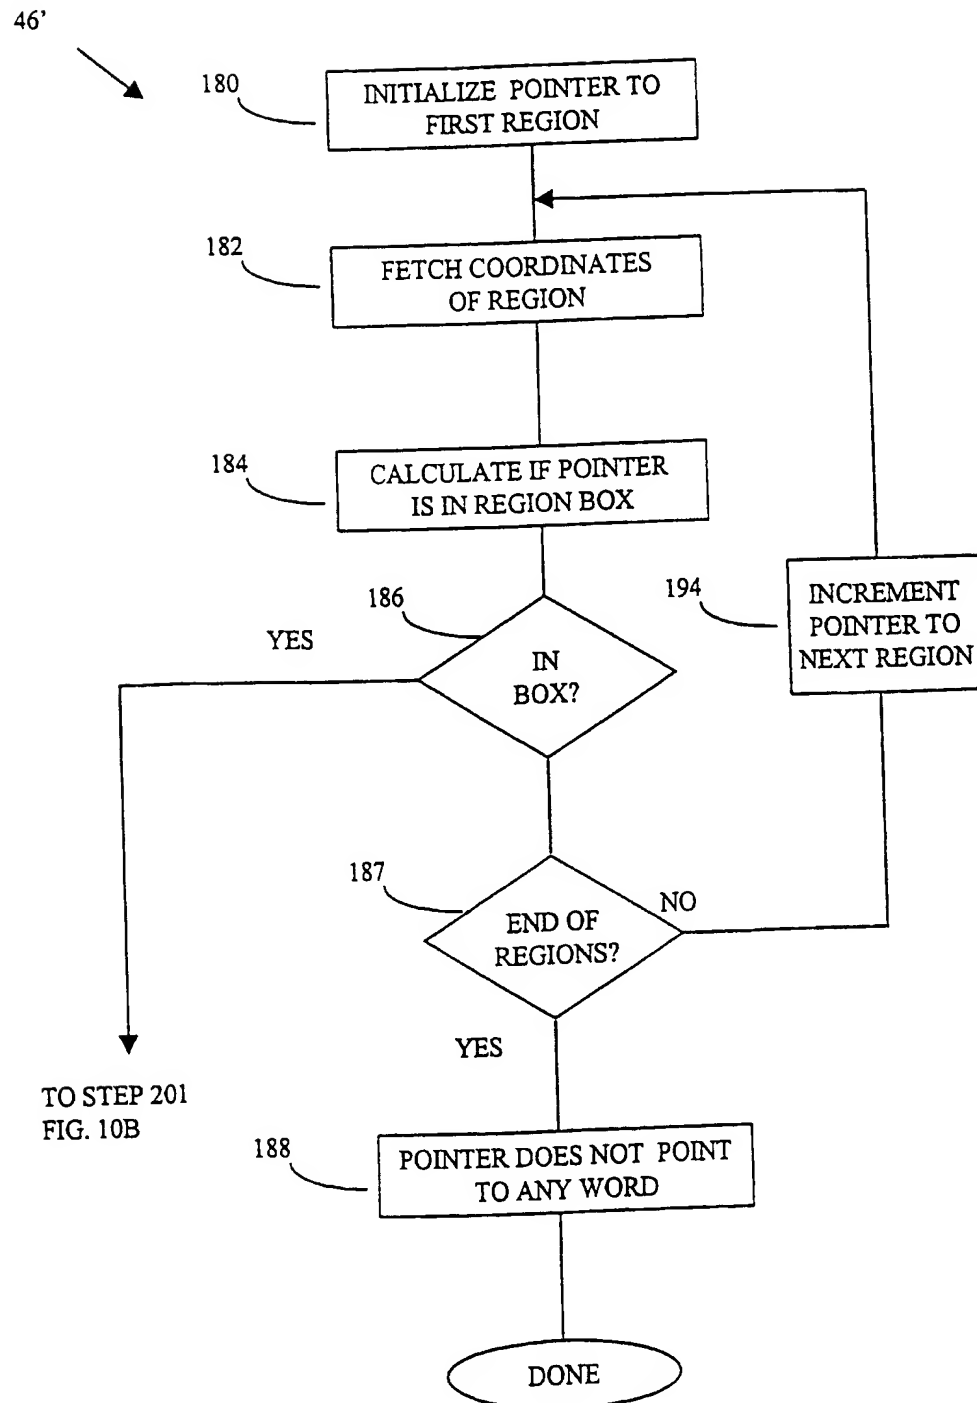 46'
180
INITIALIZE POINTER TO
FIRST REGION
182
FETCH COORDINATES
OF REGION
184
CALCULATE IF POINTER
IS IN REGION BOX
186
YES
IN
BOX?
194
INCREMENT
POINTER TO
NEXT REGION
187
END OF
REGIONS?
NO
YES
TO STEP 201
FIG. 10B
188
POINTER DOES NOT POINT
TO ANY WORD
DONE